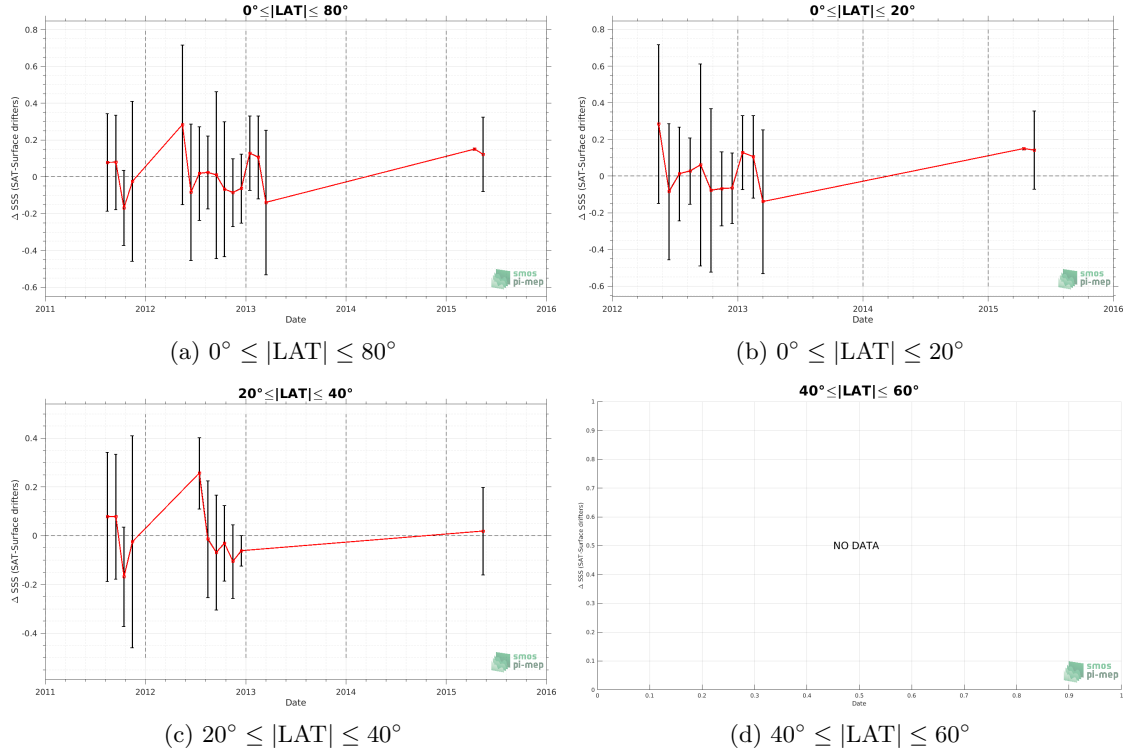 0°≤|LAT|≤ 80°
0.8
0.6
0.4
0.2
0
-0.2
-0.4
-0.6
Δ SSS (SAT-Surface drifters)
2011
2012
2013
2014
2015
2016
Date
smos
pi-mep
(a) 0° ≤ |LAT| ≤ 80°
0°≤|LAT|≤ 20°
0.8
0.6
0.4
0.2
0
-0.2
-0.4
-0.6
Δ SSS (SAT-Surface drifters)
2012
2013
2014
2015
2016
Date
smos
pi-mep
(b) 0° ≤ |LAT| ≤ 20°
20°≤|LAT|≤ 40°
0.4
0.2
0
-0.2
-0.4
Δ SSS (SAT-Surface drifters)
2011
2012
2013
2014
2015
2016
Date
smos
pi-mep
(c) 20° ≤ |LAT| ≤ 40°
40°≤|LAT|≤ 60°
1
0.9
0.8
0.7
0.6
0.5
0.4
0.3
0.2
0.1
0
Δ SSS (SAT-Surface drifters)
NO DATA
0
0.1
0.2
0.3
0.4
0.5
0.6
0.7
0.8
0.9
1
Date
smos
pi-mep
(d) 40° ≤ |LAT| ≤ 60°